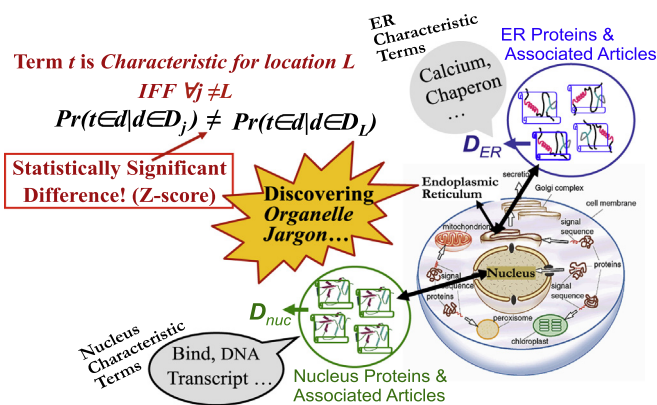 Term t is Characteristic for location L
IFF ∀j ≠L
Pr(t∈d|d∈Dj) ≠ Pr(t∈d|d∈DL)
Statistically Significant
Difference! (Z-score)
Discovering
Organelle
Jargon…
ER
Characteristic
Terms
Calcium,
Chaperon
…
ER Proteins &
Associated Articles
DER
Endoplasmic
Reticulum
secretion
Golgi complex
cell membrane
mitochondrion
signal
sequence
proteins
Nucleus
signal
sequence
proteins
signal
sequence
peroxisome
chloroplast
Dnuc
Nucleus
Characteristic
Terms
Bind, DNA
Transcript …
Nucleus Proteins &
Associated Articles